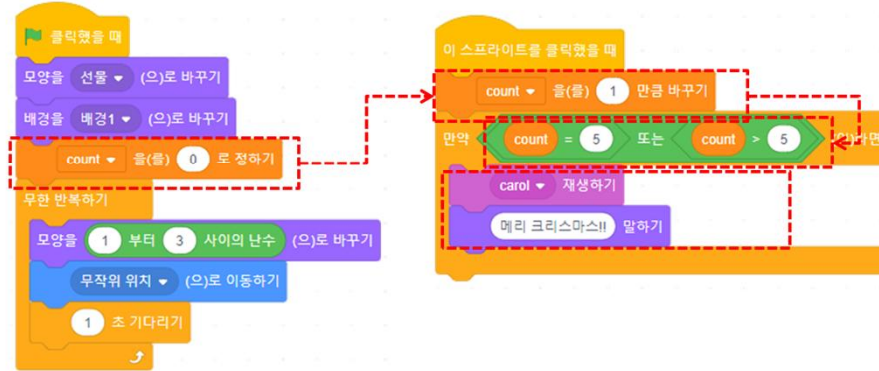 클릭했을 때
모양을 선물 (으)로 바꾸기
배경을 배경1 (으)로 바꾸기
count 을(를) 0 로 정하기
무한 반복하기
모양을 1 부터 3 사이의 난수 (으)로 바꾸기
무작위 위치 (으)로 이동하기
1 초 기다리기
이 스프라이트를 클릭했을 때
count 을(를) 1 만큼 바꾸기
만약 count = 5 또는 count > 5 (이)라면
carol 재생하기
메리 크리스마스!! 말하기